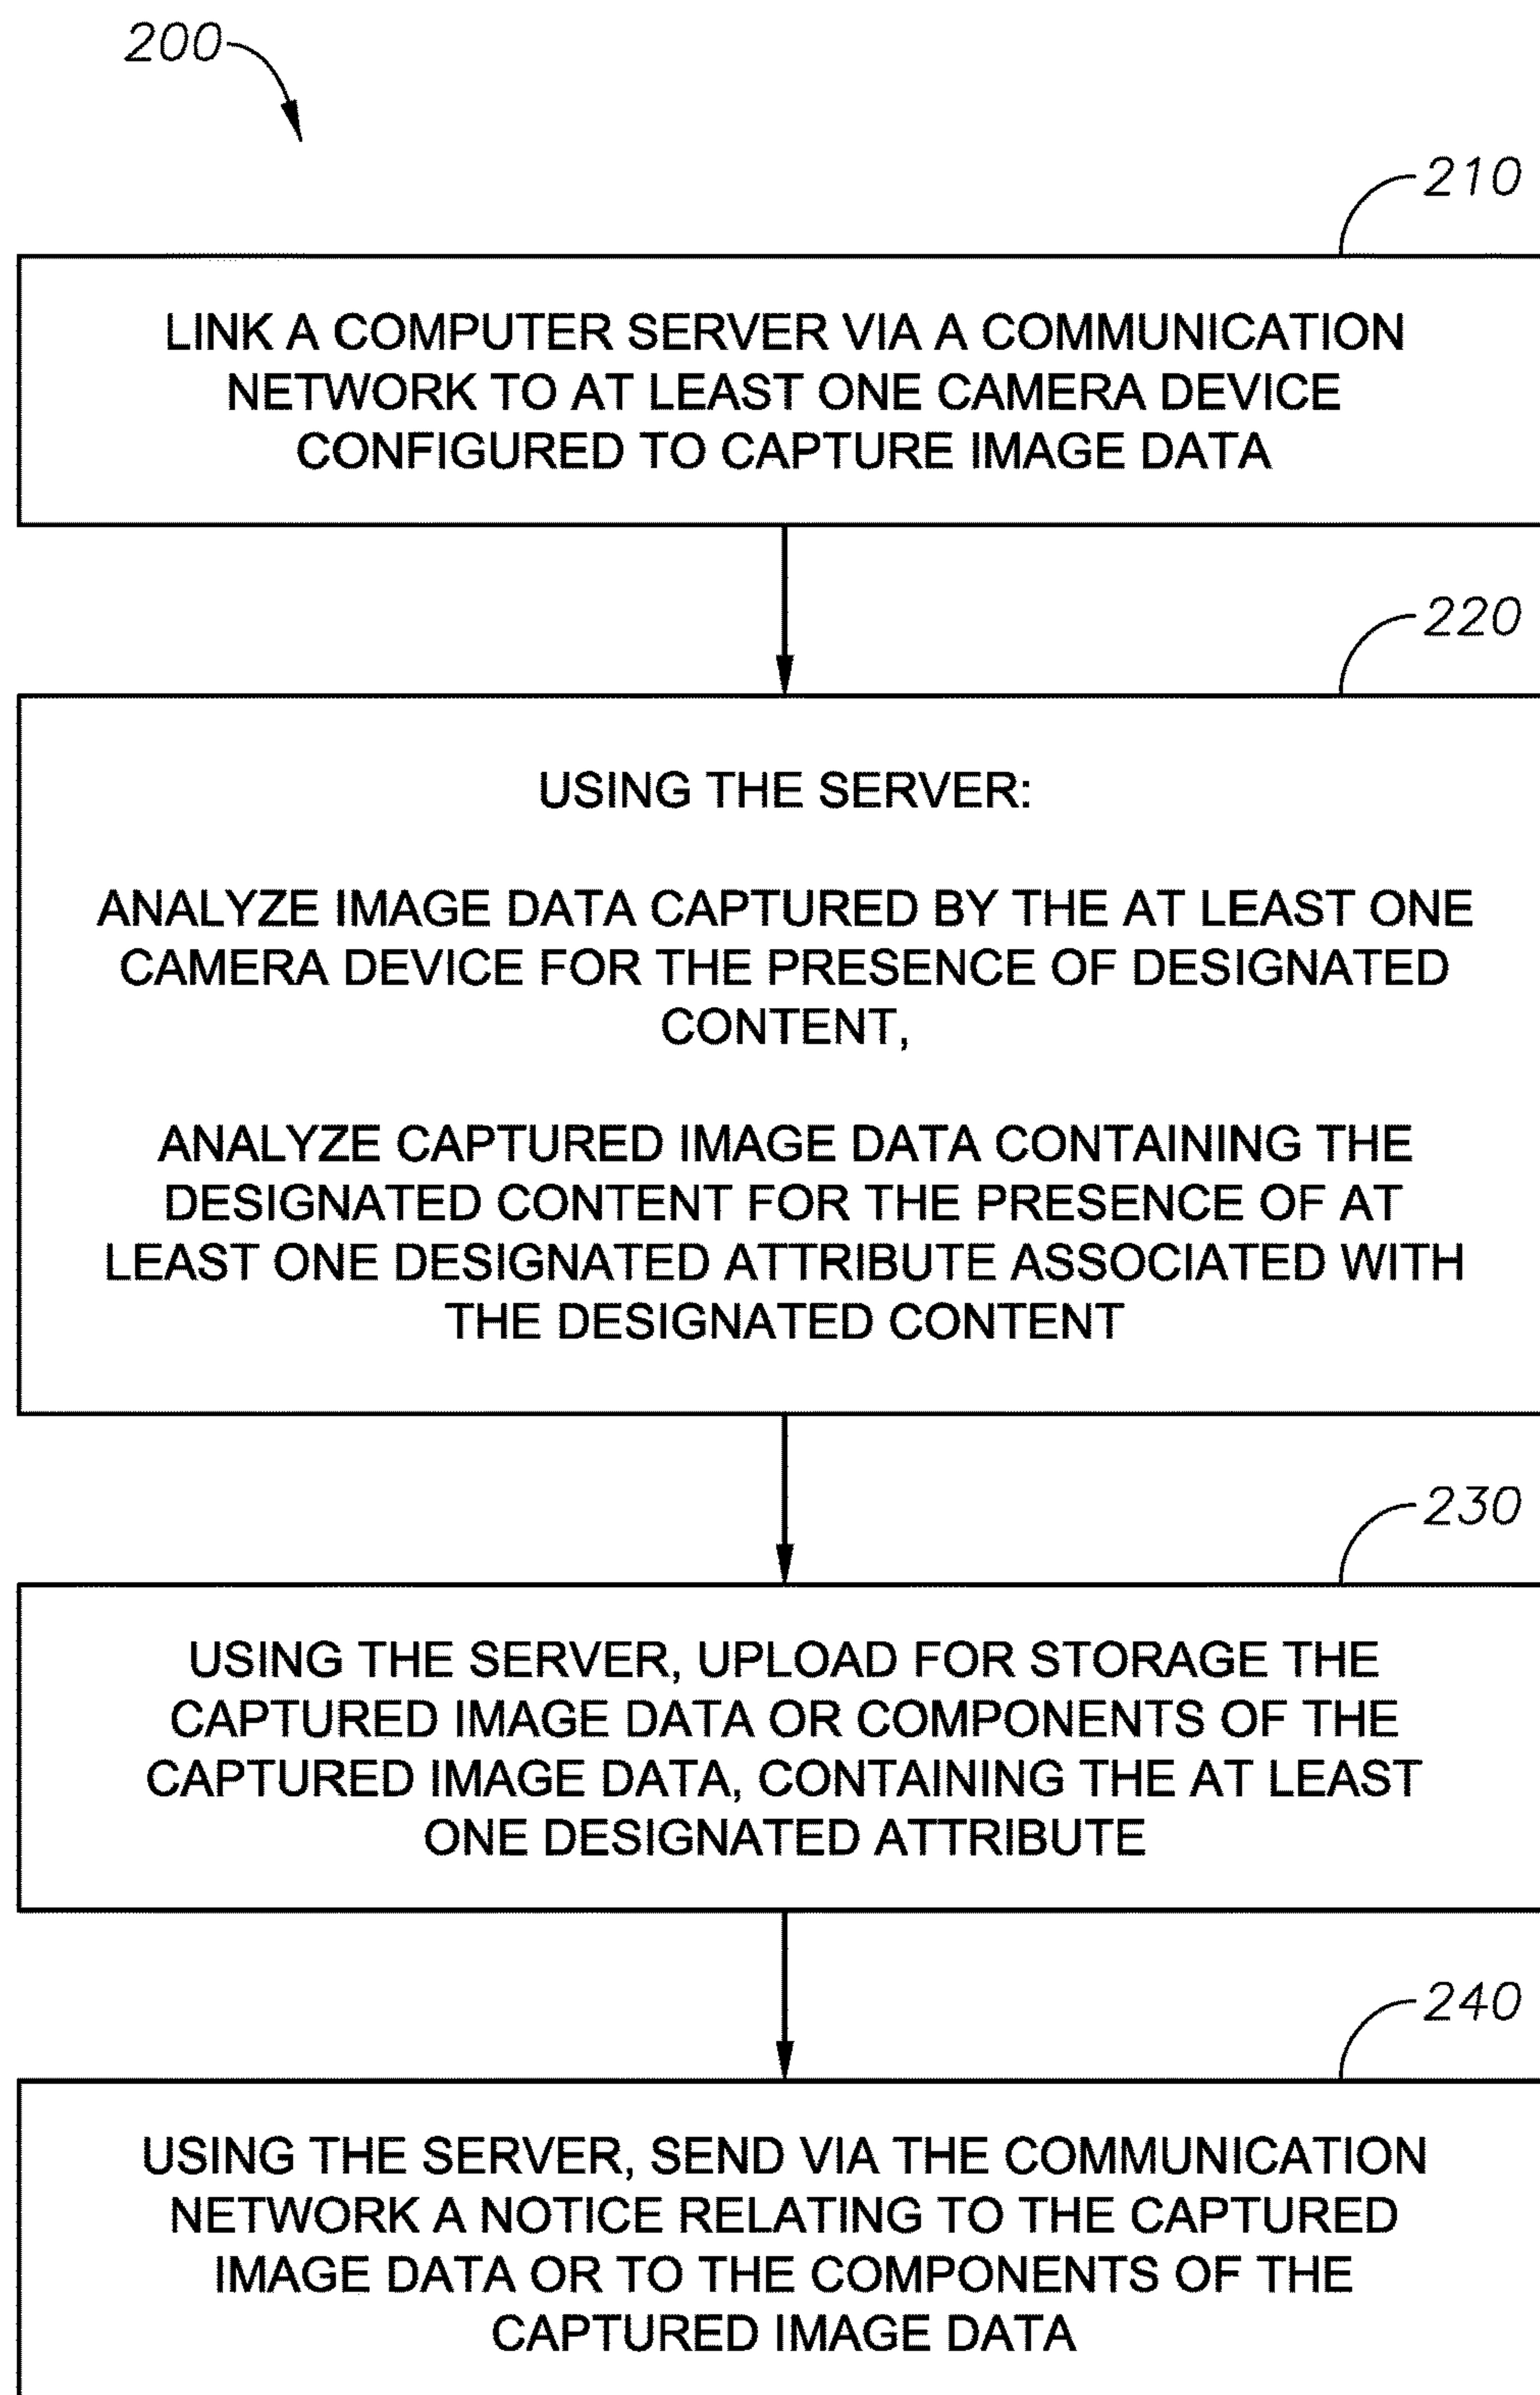 200
210
LINK A COMPUTER SERVER VIA A COMMUNICATION
NETWORK TO AT LEAST ONE CAMERA DEVICE
CONFIGURED TO CAPTURE IMAGE DATA
220
USING THE SERVER:
ANALYZE IMAGE DATA CAPTURED BY THE AT LEAST ONE
CAMERA DEVICE FOR THE PRESENCE OF DESIGNATED
CONTENT,
ANALYZE CAPTURED IMAGE DATA CONTAINING THE
DESIGNATED CONTENT FOR THE PRESENCE OF AT
LEAST ONE DESIGNATED ATTRIBUTE ASSOCIATED WITH
THE DESIGNATED CONTENT
230
USING THE SERVER, UPLOAD FOR STORAGE THE
CAPTURED IMAGE DATA OR COMPONENTS OF THE
CAPTURED IMAGE DATA, CONTAINING THE AT LEAST
ONE DESIGNATED ATTRIBUTE
240
USING THE SERVER, SEND VIA THE COMMUNICATION
NETWORK A NOTICE RELATING TO THE CAPTURED
IMAGE DATA OR TO THE COMPONENTS OF THE
CAPTURED IMAGE DATA